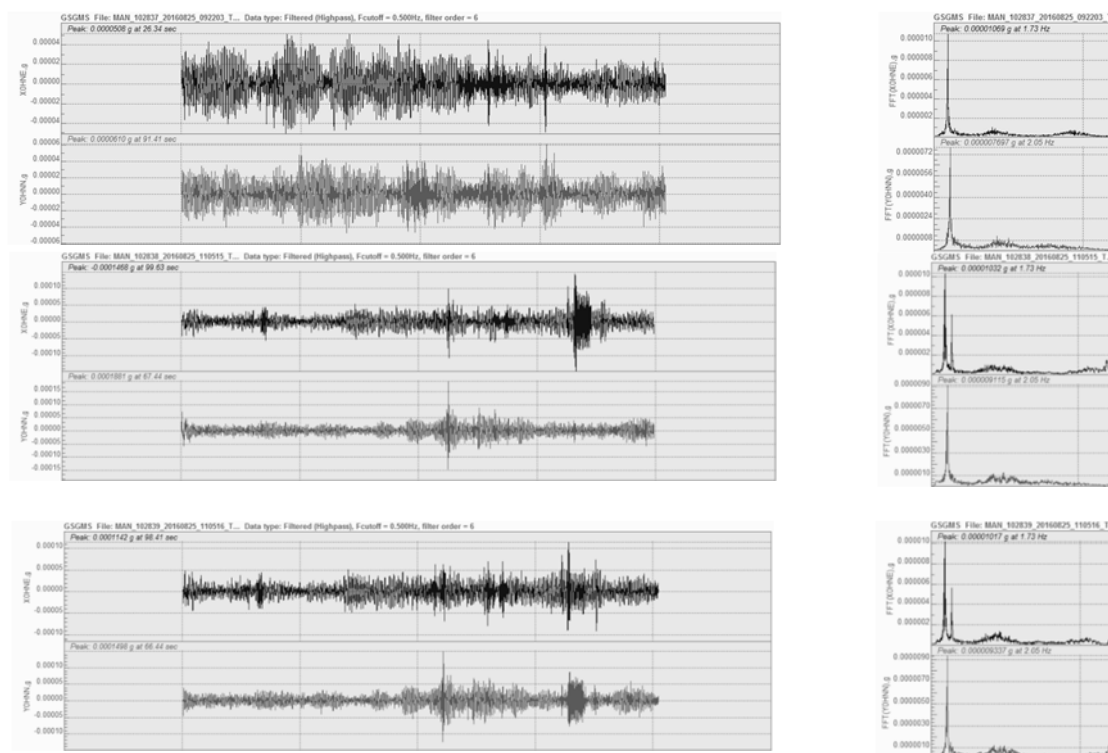 GSGMS File: MAN_102837_20160825_092203_T... Data type: Filtered (Highpass), Fcutoff = 0.500Hz, filter order = 6
Peak: 0.0000506 g at 26.34 sec
0.00004
0.00002
0.00000
-0.00002
-0.00004
XOHNE,g
Peak: 0.0000610 g at 91.41 sec
0.00006
0.00004
0.00002
0.00000
-0.00002
-0.00004
-0.00006
YOHNN,g
GSGMS File: MAN_102837_20160825_092203_T
Peak: 0.00001069 g at 1.73 Hz
0.000010
0.000008
0.000006
0.000004
0.000002
FFT(XOHNE),g
Peak: 0.000007697 g at 2.05 Hz
0.0000072
0.0000056
0.0000040
0.0000024
0.0000008
FFT(YOHNN),g
GSGMS File: MAN_102838_20160825_110515_T... Data type: Filtered (Highpass), Fcutoff = 0.500Hz, filter order = 6
Peak: -0.0001468 g at 99.63 sec
0.00010
0.00005
0.00000
-0.00005
-0.00010
XOHNE,g
Peak: 0.0001881 g at 67.44 sec
0.00015
0.00010
0.00005
0.00000
-0.00005
-0.00010
-0.00015
YOHNN,g
GSGMS File: MAN_102838_20160825_110515_T
Peak: 0.00001032 g at 1.73 Hz
0.000010
0.000008
0.000006
0.000004
0.000002
FFT(XOHNE),g
Peak: 0.000009115 g at 2.05 Hz
0.0000090
0.0000070
0.0000050
0.0000030
0.0000010
FFT(YOHNN),g
GSGMS File: MAN_102839_20160825_110516_T... Data type: Filtered (Highpass), Fcutoff = 0.500Hz, filter order = 6
Peak: 0.0001142 g at 98.41 sec
0.00010
0.00005
0.00000
-0.00005
-0.00010
XOHNE,g
Peak: 0.0001498 g at 66.44 sec
0.00010
0.00005
0.00000
-0.00005
-0.00010
YOHNN,g
GSGMS File: MAN_102839_20160825_110516_T
Peak: 0.00001017 g at 1.73 Hz
0.000010
0.000008
0.000006
0.000004
0.000002
FFT(XOHNE),g
Peak: 0.000009337 g at 2.05 Hz
0.0000090
0.0000070
0.0000050
0.0000030
0.0000010
FFT(YOHNN),g